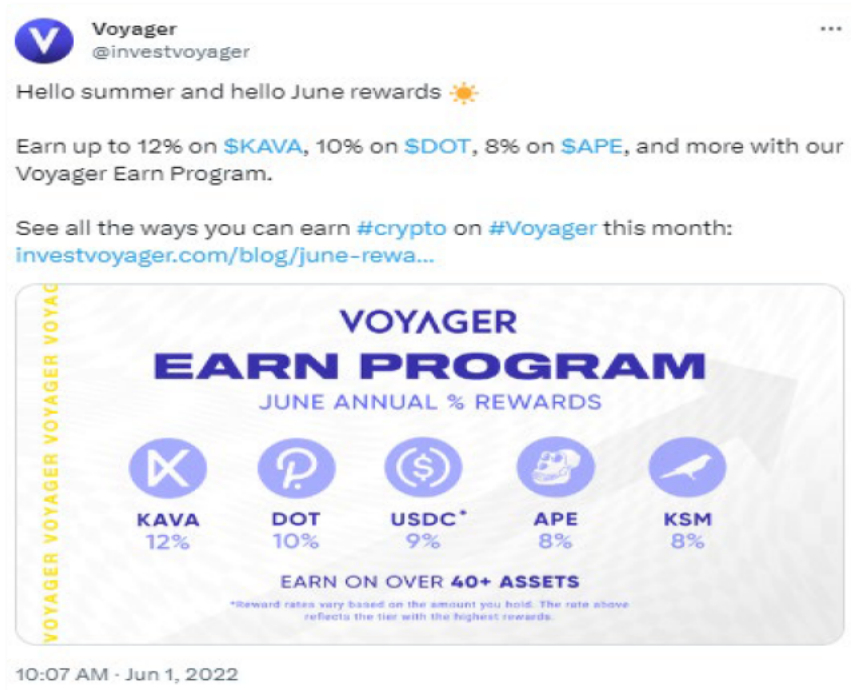 Voyager
@investvoyager
...
Hello summer and hello June rewards
Earn up to 12% on $KAVA, 10% on $DOT, 8% on $APE, and more with our
Voyager Earn Program.
See all the ways you can earn #crypto on #Voyager this month:
investvoyager.com/blog/june-rewa...
VOYAGER VOYAGER VOYAGER VOYAC
VOYAGER
EARN PROGRAM
JUNE ANNUAL % REWARDS
KAVA DOT USDC* APE KSM
12% 10% 9% 8% 8%
EARN ON OVER 40+ ASSETS
*Reward rates vary based on the amount you hold. The rate above
reflects the tier with the highest rewards.
10:07 AM · Jun 1, 2022